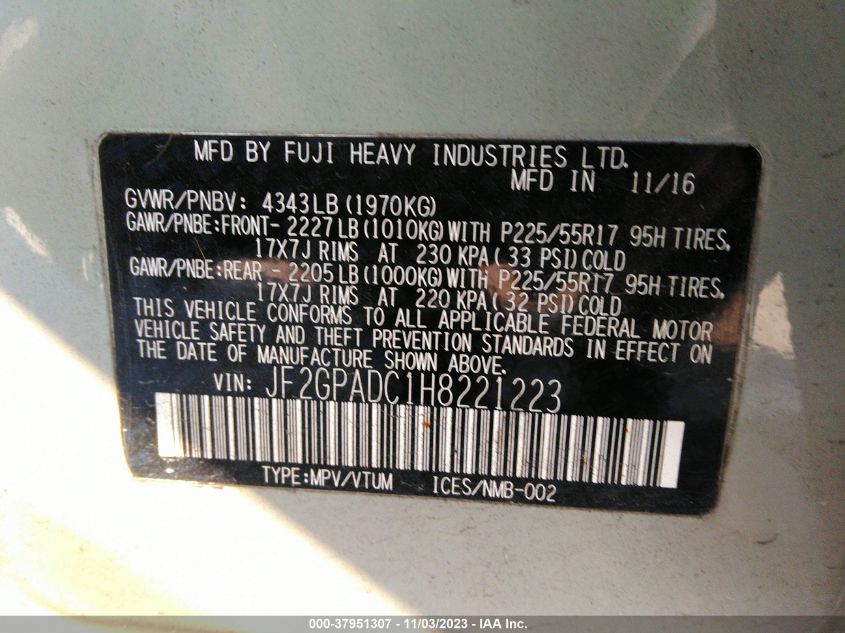 MFD BY FUJI HEAVY INDUSTRIES LTD.
MFD IN 11/16
GVWR/PNBV: 4343LB(1970KG)
GAWR/PNBE:FRONT- 2227LB(1010KG)WITH P225/55R17 95H TIRES,
17X7J RIMS AT 230 KPA( 33 PSI)COLD
GAWR/PNBE:REAR - 2205LB(1000KG)WITH P225/55R17 95H TIRES,
17X7J RIMS AT 220 KPA( 32 PSI)COLD
THIS VEHICLE CONFORMS TO ALL APPLICABLE FEDERAL MOTOR
VEHICLE SAFETY AND THEFT PREVENTION STANDARDS IN EFFECT ON
THE DATE OF MANUFACTURE SHOWN ABOVE.
VIN: JF2GPADC1H8221223
TYPE:MPV/VTUM ICES/NMB-002
000-37951307 - 11/03/2023 - IAA Inc.